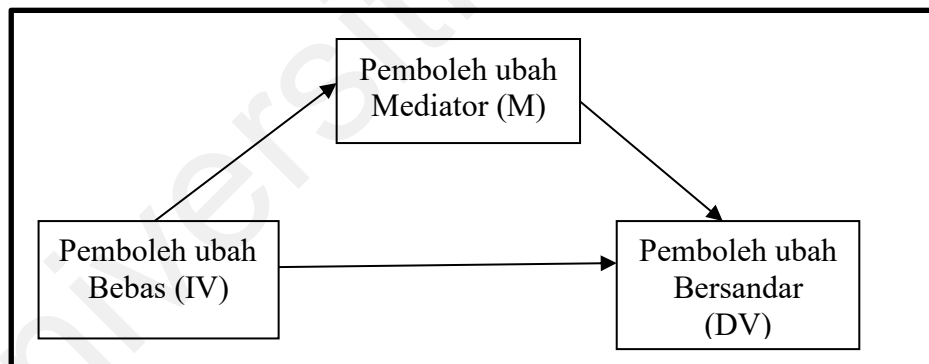 Pemboleh ubah
Mediator (M)
Pemboleh ubah
Bebas (IV)
Pemboleh ubah
Bersandar
(DV)